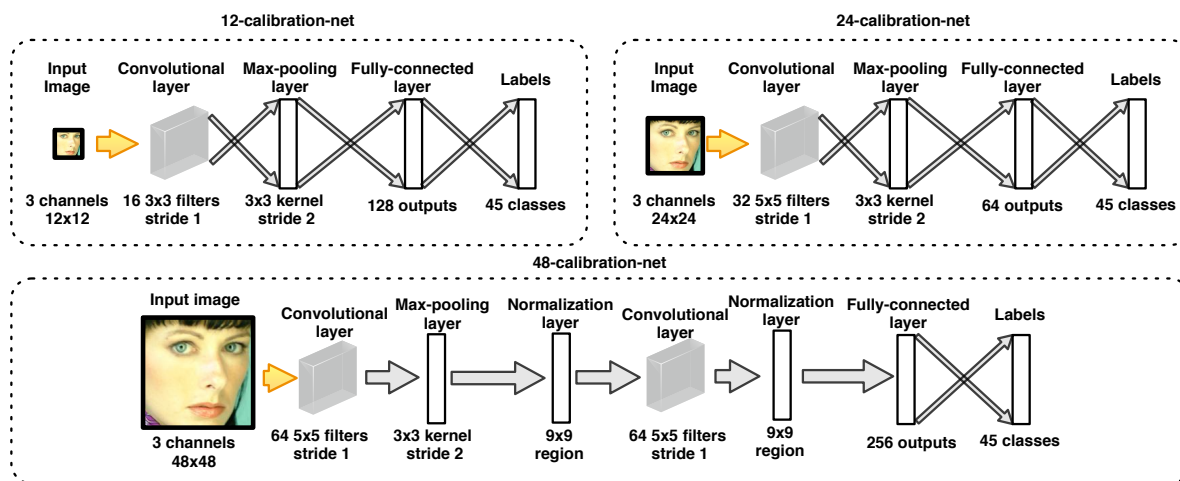 12-calibration-net
Input
Image
Convolutional
layer
Max-pooling
layer
Fully-connected
layer
Labels
3 channels
12x12
16 3x3 filters
stride 1
3x3 kernel
stride 2
128 outputs
45 classes
24-calibration-net
Input
Image
Convolutional
layer
Max-pooling
layer
Fully-connected
layer
Labels
3 channels
24x24
32 5x5 filters
stride 1
3x3 kernel
stride 2
64 outputs
45 classes
48-calibration-net
Input image
Convolutional
layer
Max-pooling
layer
Normalization
layer
Convolutional
layer
Normalization
layer
Fully-connected
layer
Labels
3 channels
48x48
64 5x5 filters
stride 1
3x3 kernel
stride 2
9x9
region
64 5x5 filters
stride 1
9x9
region
256 outputs
45 classes